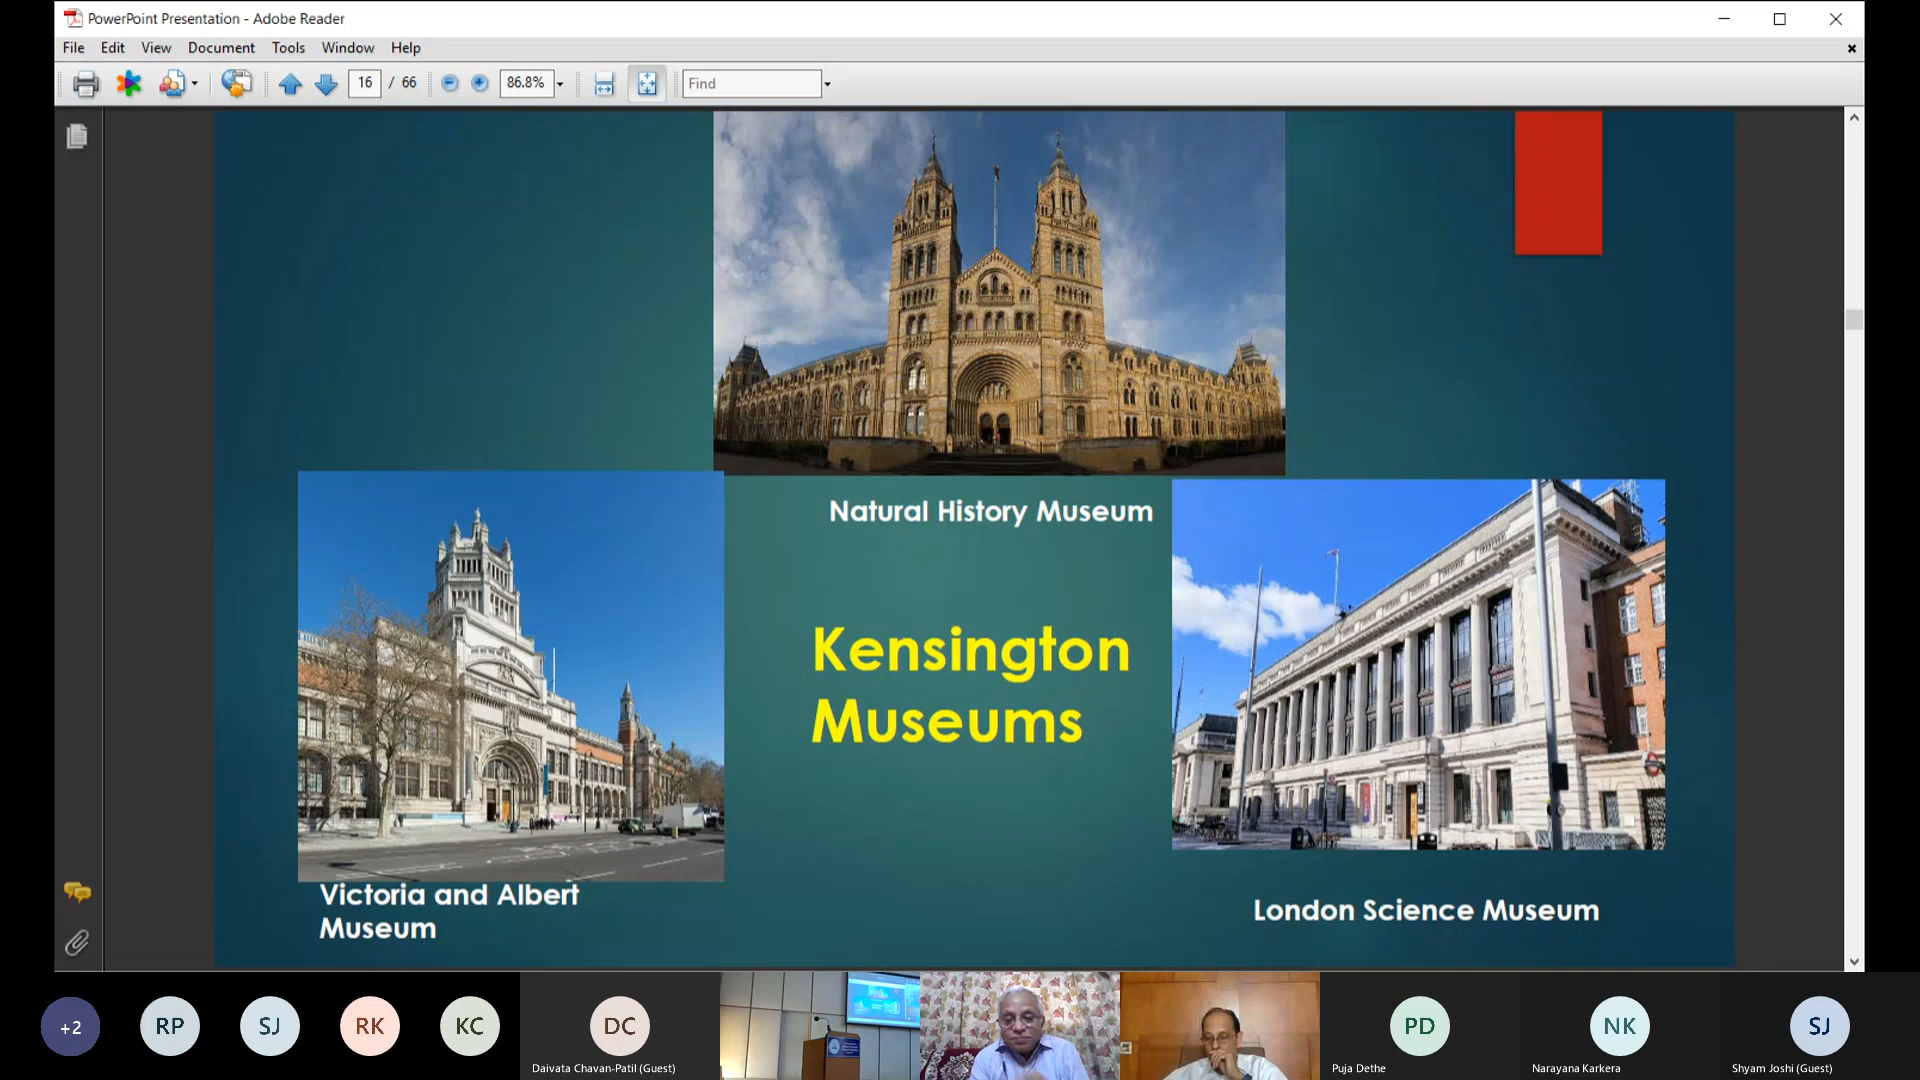 PowerPoint Presentation - Adobe Reader
File Edit View Document Tools Window Help
16 / 66 86.8% Find
Natural History Museum
Kensington
Museums
Victoria and Albert
Museum
London Science Museum
+2 RP SJ RK KC DC PD NK SJ
Daivata Chavan-Patil (Guest) Puja Dethe Narayana Karkera Shyam Joshi (Guest)